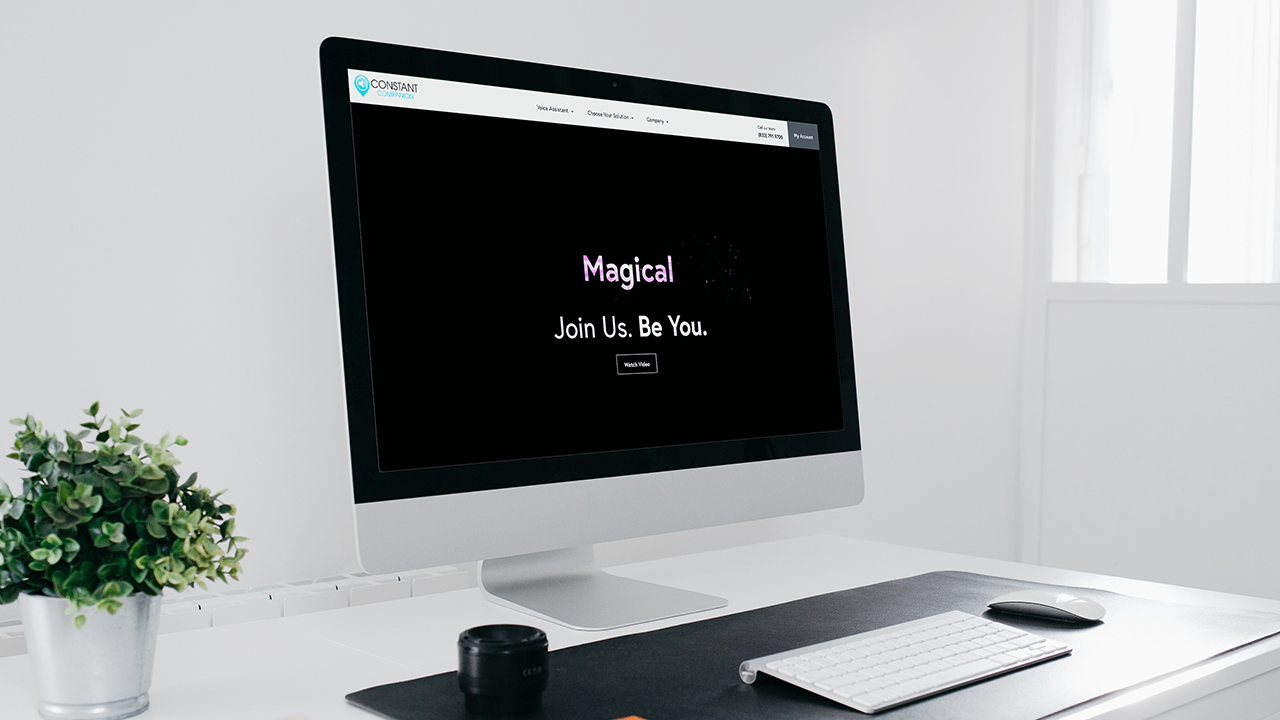 CONSTANT
COMPANION
Voice Assistant
Choose Your Solution
Company
Call our team:
(833) 791 9700
My Account
Magical
Join Us. Be You.
Watch Video